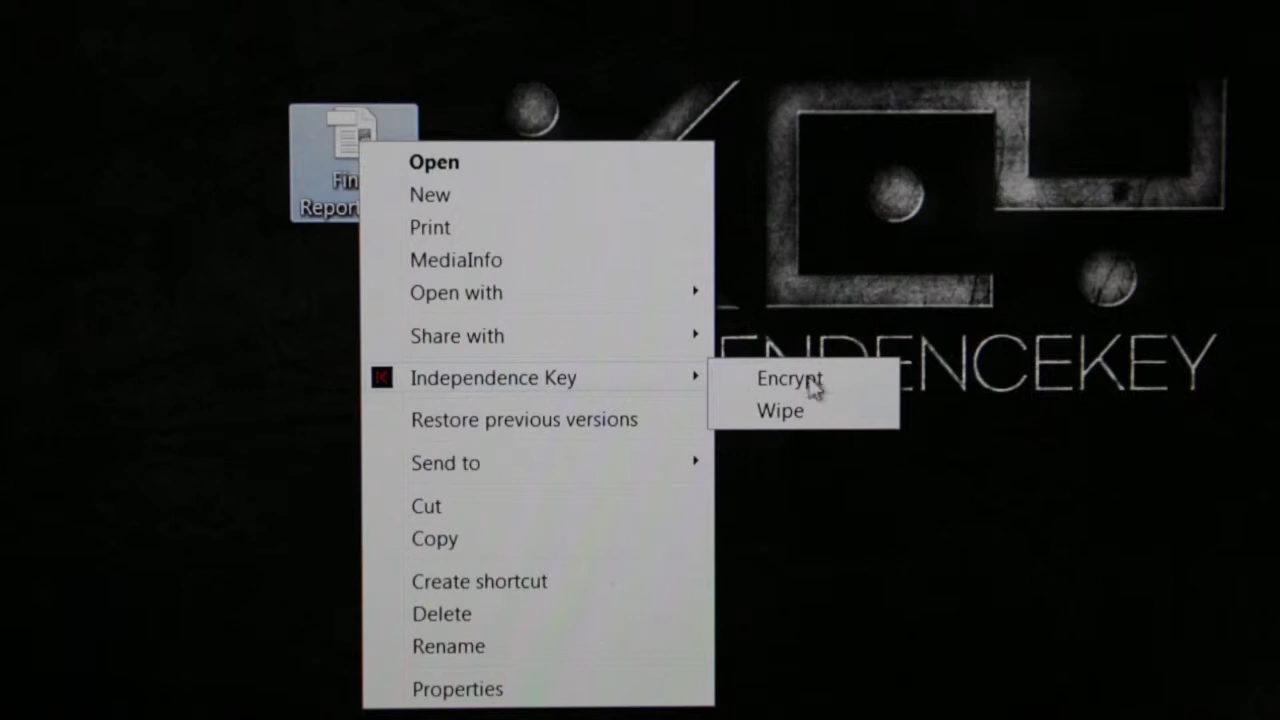 Open
New
Print
MediaInfo
Open with
Share with
Independence Key
Restore previous versions
Send to
Cut
Copy
Create shortcut
Delete
Rename
Properties
Encrypt
Wipe